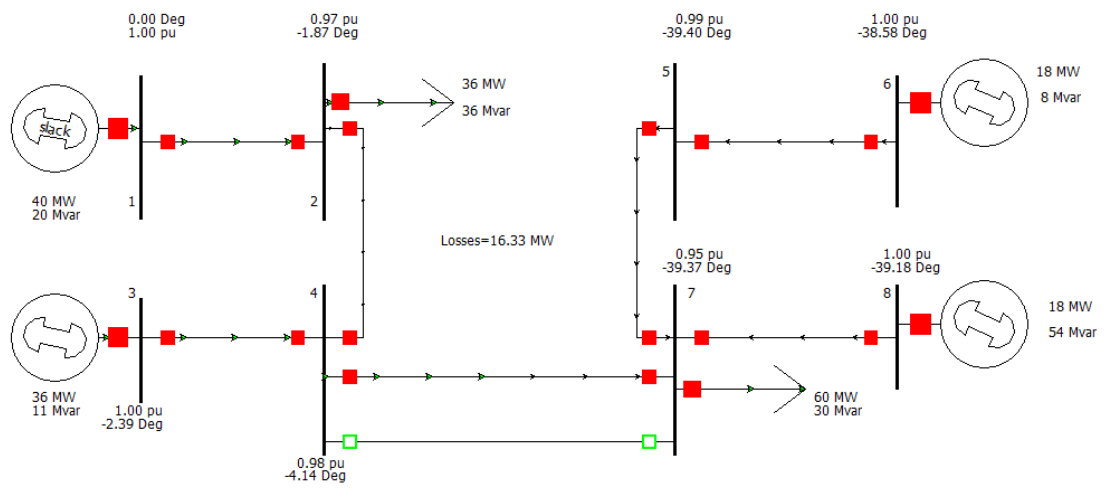 0.00 Deg
1.00 pu
0.97 pu
-1.87 Deg
0.99 pu
-39.40 Deg
1.00 pu
-38.58 Deg
5
6
18 MW
8 Mvar
36 MW
36 Mvar
slack
40 MW
20 Mvar
1
2
Losses=16.33 MW
0.95 pu
-39.37 Deg
1.00 pu
-39.18 Deg
3
4
7
8
18 MW
54 Mvar
36 MW
11 Mvar
1.00 pu
-2.39 Deg
60 MW
30 Mvar
0.98 pu
-4.14 Deg